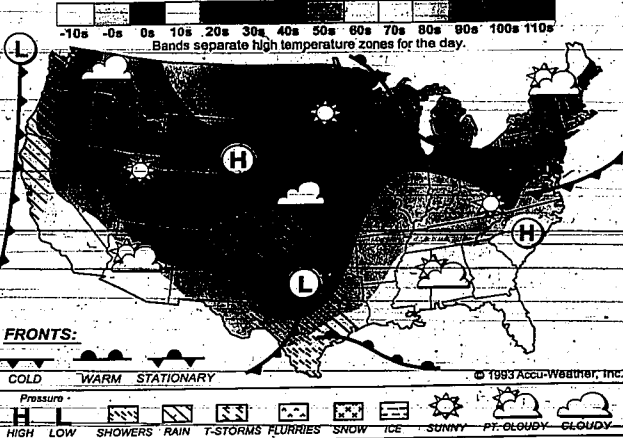 -10s -0s 0s 10s 20s 30s 40s 50s 60s 70s 80s 90s 100s 110s
Bands separate high temperature zones for the day.
L
H
H
L
FRONTS:
COLD WARM STATIONARY
© 1993 Accu-Weather, Inc.
Pressure
H L
HIGH LOW SHOWERS RAIN T-STORMS FLURRIES SNOW ICE SUNNY PT. CLOUDY CLOUDY